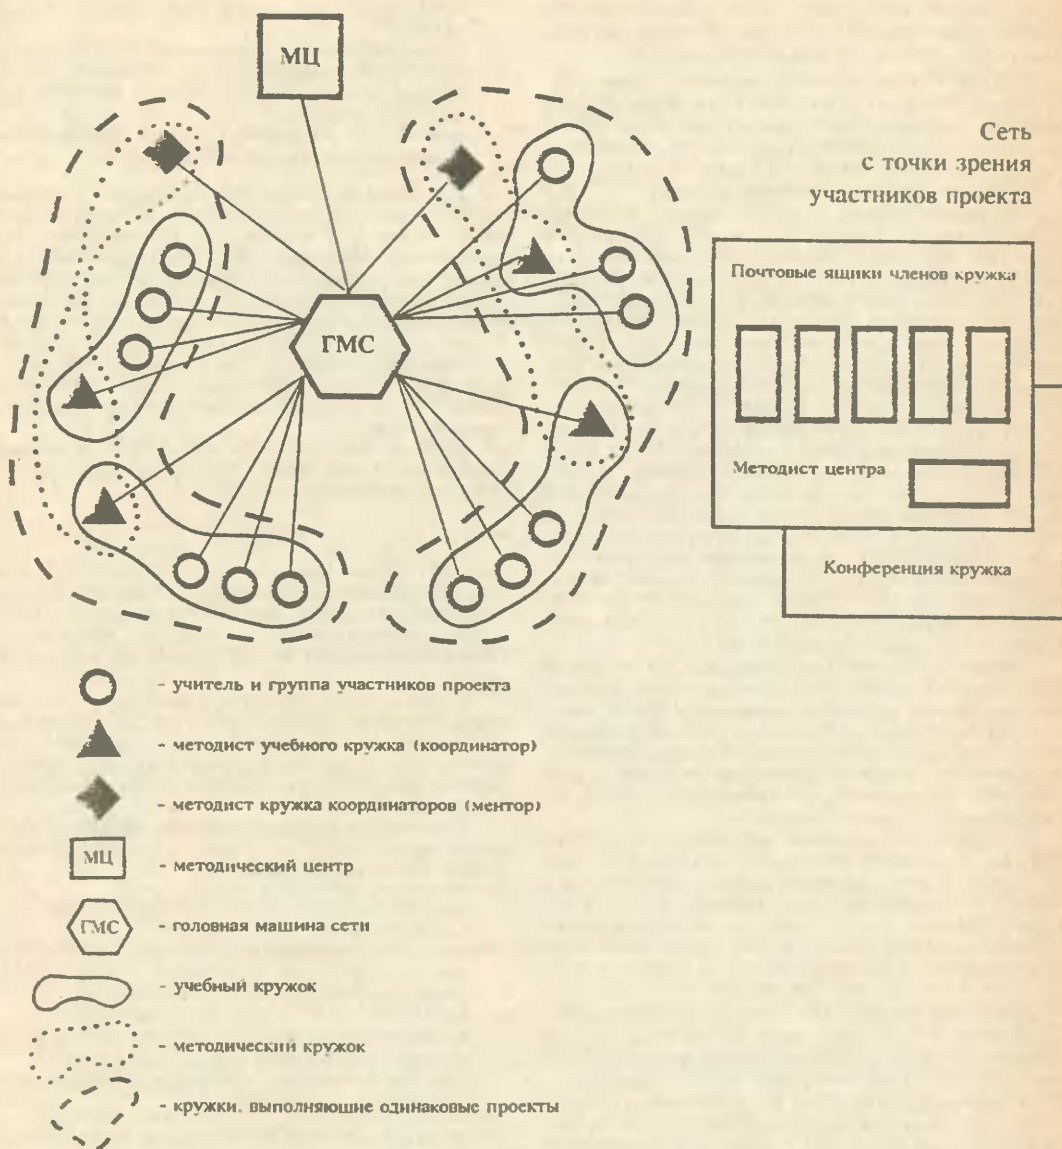 МЦ
ГМС
Сеть
с точки зрения
участников проекта
Почтовые ящики членов кружка
Методист центра
Конференция кружка
- учитель и группа участников проекта
- методист учебного кружка (координатор)
- методист кружка координаторов (ментор)
МЦ
- методический центр
ГМС
- головная машина сети
- учебный кружок
- методический кружок
- кружки, выполняющие одинаковые проекты